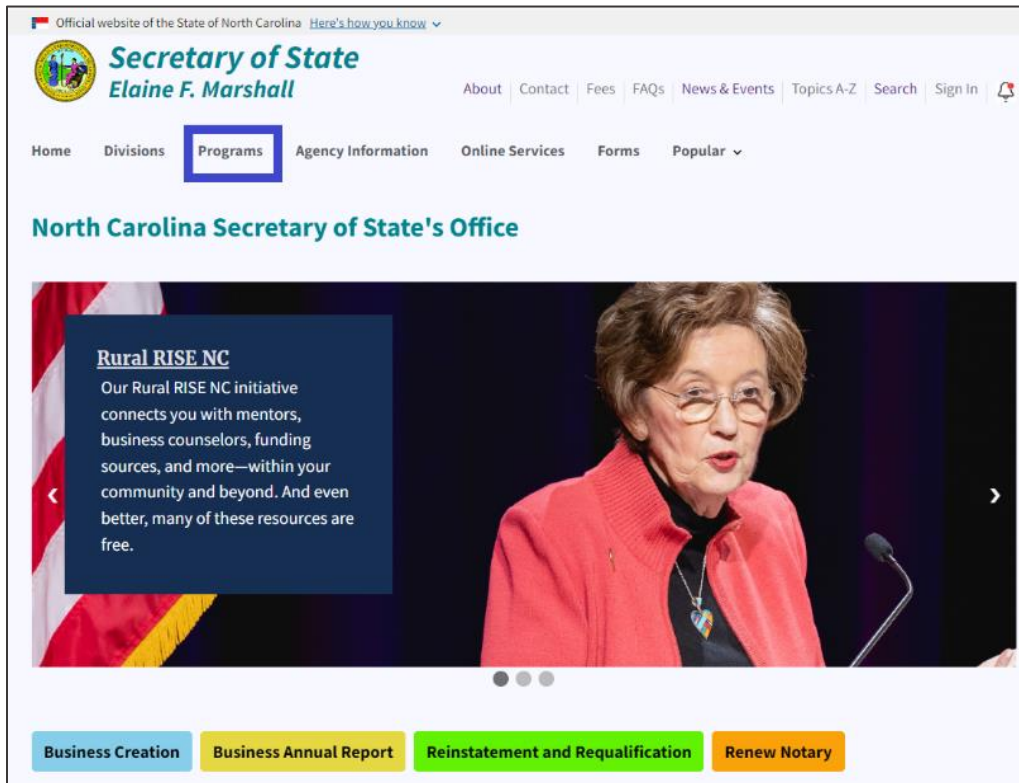 Official website of the State of North Carolina Here's how you know
Secretary of State
Elaine F. Marshall
About Contact Fees FAQs News & Events Topics A-Z Search Sign In
Home Divisions Programs Agency Information Online Services Forms Popular
North Carolina Secretary of State's Office
Rural RISE NC
Our Rural RISE NC initiative
connects you with mentors,
business counselors, funding
sources, and more—within your
community and beyond. And even
better, many of these resources are
free.
Business Creation Business Annual Report Reinstatement and Requalification Renew Notary